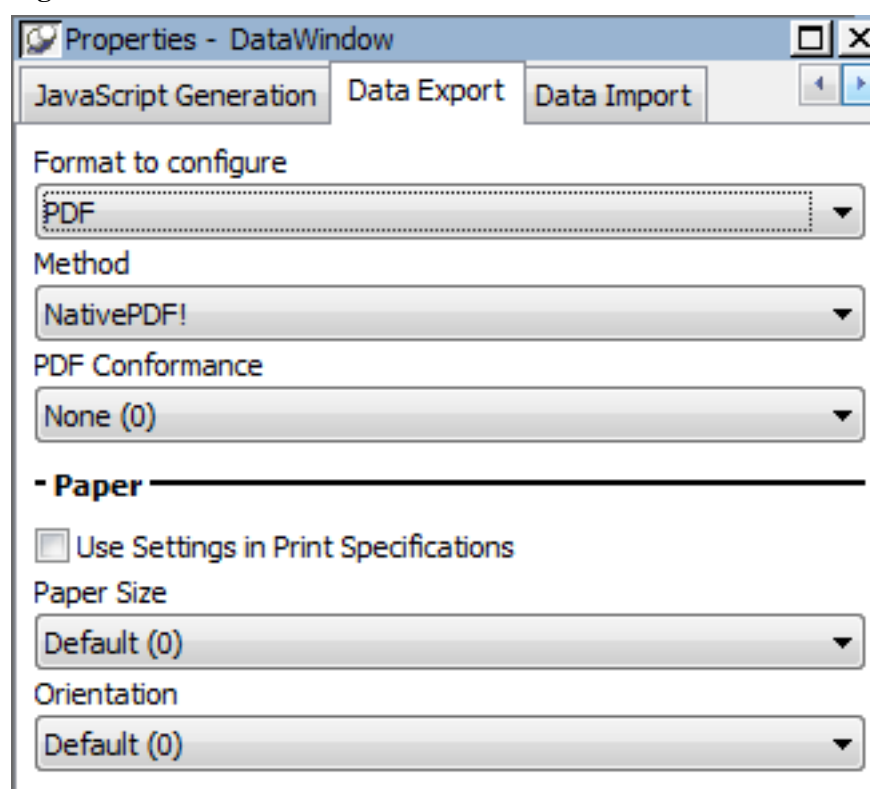 Properties - DataWindow
JavaScript Generation Data Export Data Import
Format to configure
PDF
Method
NativePDF!
PDF Conformance
None (0)
- Paper
Use Settings in Print Specifications
Paper Size
Default (0)
Orientation
Default (0)